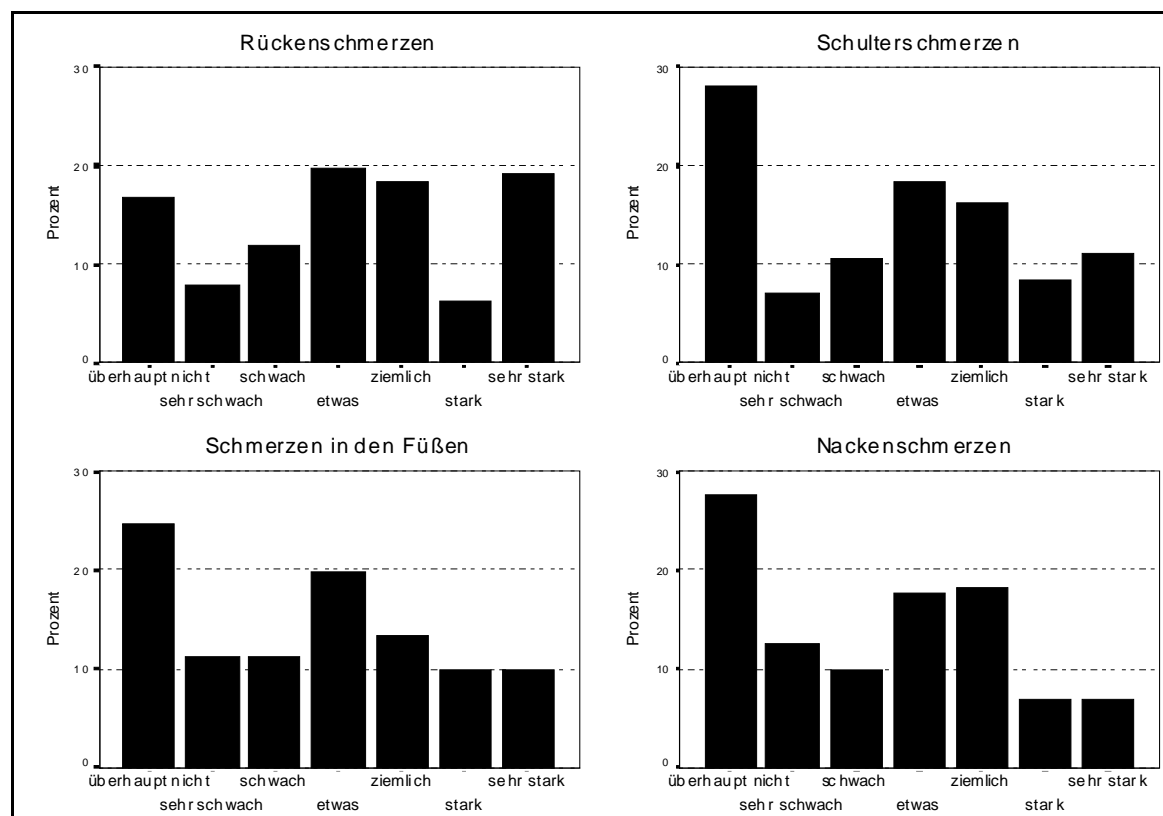 Rückenschmerzen
30
20
10
0
Prozent
überhaupt nicht schwach ziemlich sehr stark
sehr schwach etwas stark
Schulterschmerzen
30
20
10
0
Prozent
überhaupt nicht schwach ziemlich sehr stark
sehr schwach etwas stark
Schmerzen in den Füßen
30
20
10
0
Prozent
überhaupt nicht schwach ziemlich sehr stark
sehr schwach etwas stark
Nackenschmerzen
30
20
10
0
Prozent
überhaupt nicht schwach ziemlich sehr stark
sehr schwach etwas stark